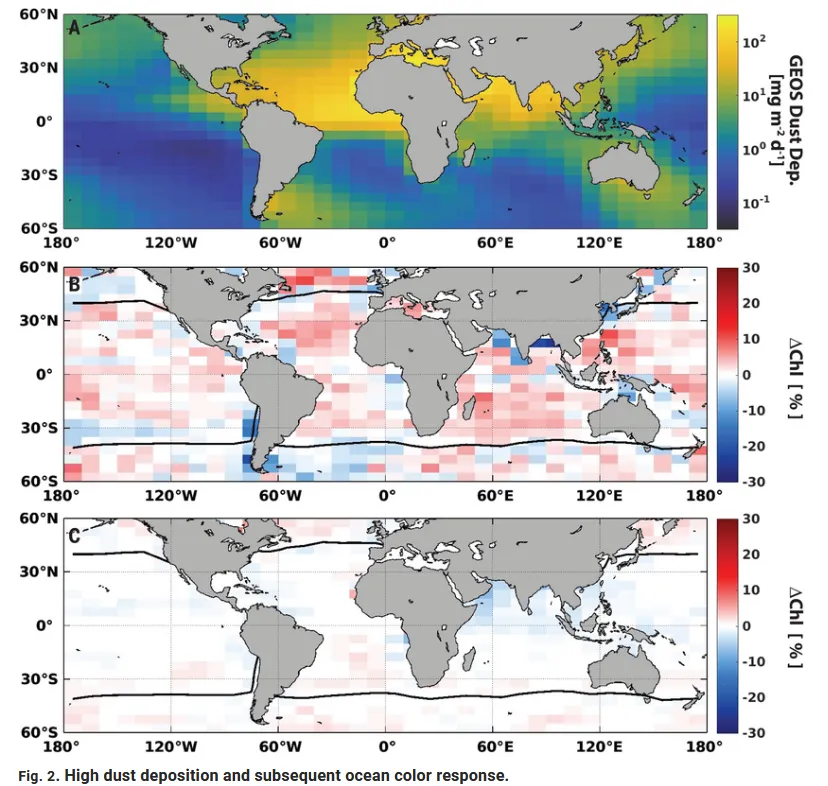 A
60°N
30°N
0°
30°S
60°S
180° 120°W 60°W 0° 60°E 120°E 180°
10²
10¹
10⁰
10⁻¹
GEOS Dust Dep.
[mg m⁻² d⁻¹]
B
60°N
30°N
0°
30°S
60°S
180° 120°W 60°W 0° 60°E 120°E 180°
30
20
10
0
-10
-20
-30
ΔChl [ % ]
C
60°N
30°N
0°
30°S
60°S
180° 120°W 60°W 0° 60°E 120°E 180°
30
20
10
0
-10
-20
-30
ΔChl [ % ]
Fig. 2. High dust deposition and subsequent ocean color response.